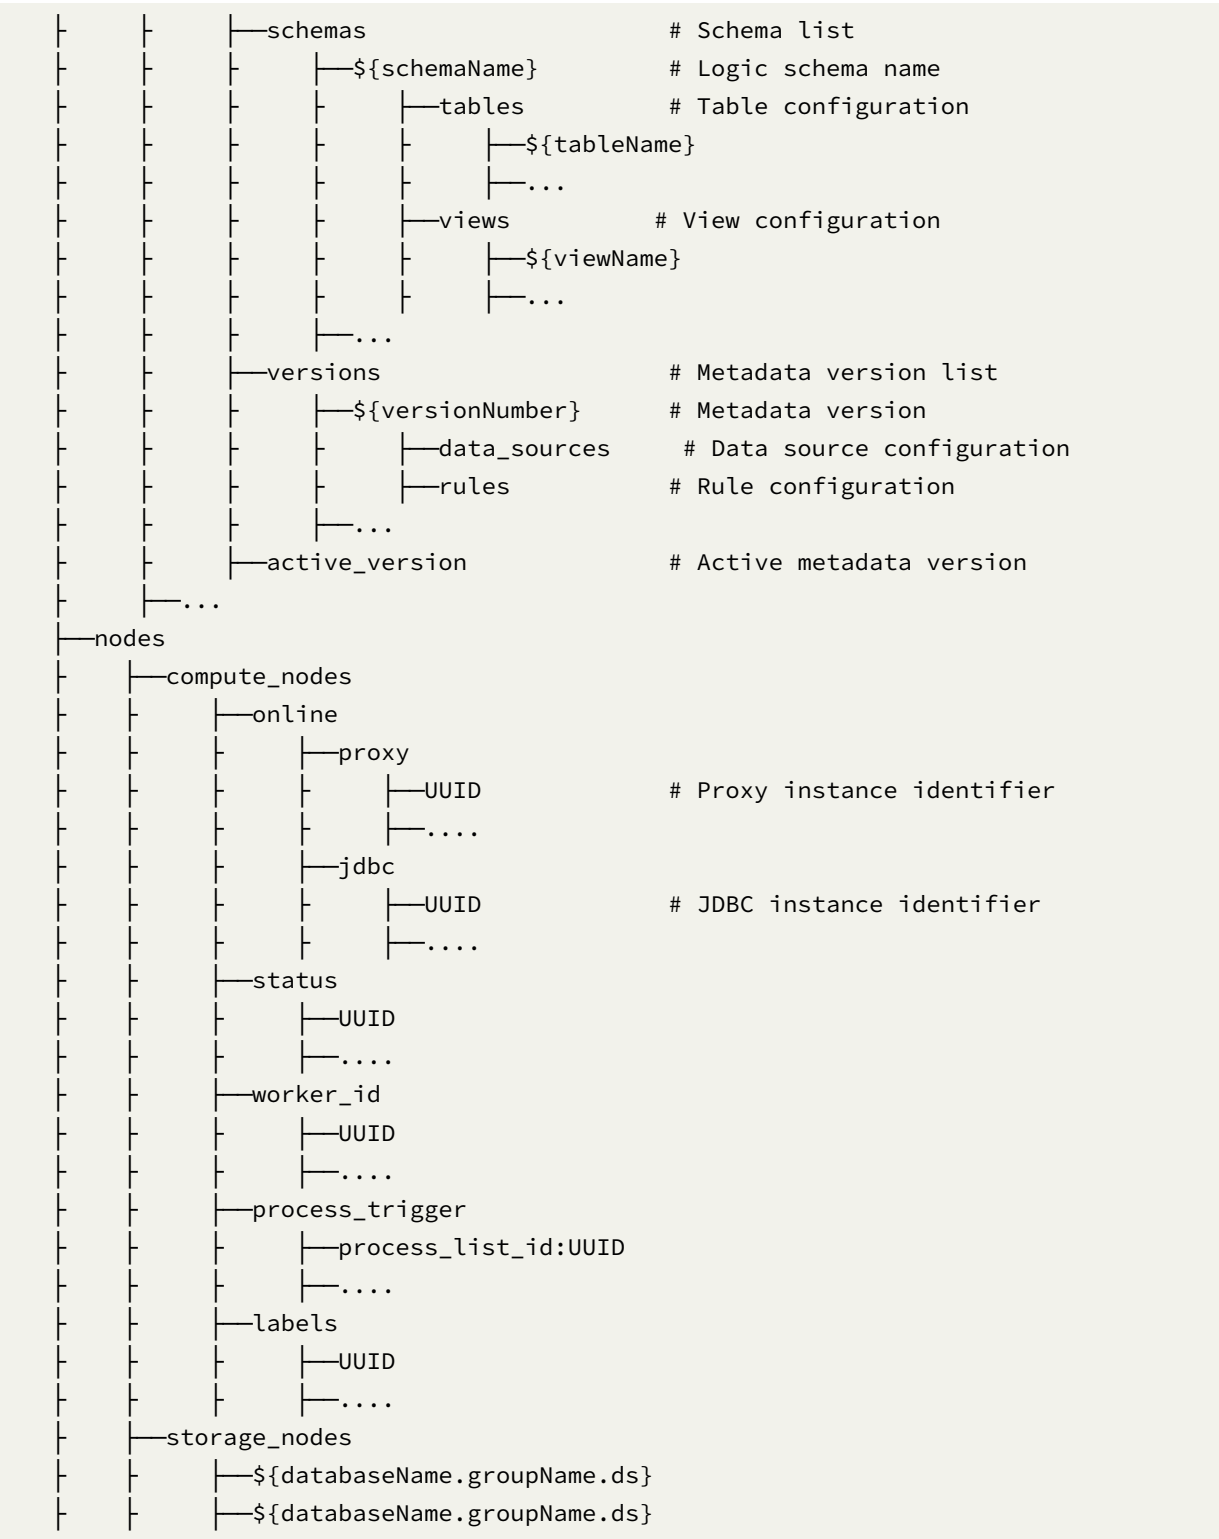 ├       ├       ├──schemas                     # Schema list
├       ├       ├       ├──${schemaName}         # Logic schema name
├       ├       ├       ├       ├──tables          # Table configuration
├       ├       ├       ├       ├       ├──${tableName}
├       ├       ├       ├       ├       ├──...
├       ├       ├       ├       ├──views          # View configuration
├       ├       ├       ├       ├       ├──${viewName}
├       ├       ├       ├       ├       ├──...
├       ├       ├       ├──...
├       ├       ├──versions                    # Metadata version list
├       ├       ├       ├──${versionNumber}      # Metadata version
├       ├       ├       ├       ├──data_sources     # Data source configuration
├       ├       ├       ├       ├──rules           # Rule configuration
├       ├       ├       ├──...
├       ├       ├──active_version              # Active metadata version
├       ├──...
├──nodes
├      ├──compute_nodes
├      ├       ├──online
├      ├       ├       ├──proxy
├      ├       ├       ├       ├──UUID             # Proxy instance identifier
├      ├       ├       ├       ├──....
├      ├       ├       ├──jdbc
├      ├       ├       ├       ├──UUID             # JDBC instance identifier
├      ├       ├       ├       ├──....
├      ├       ├──status
├      ├       ├       ├──UUID
├      ├       ├       ├──....
├      ├       ├──worker_id
├      ├       ├       ├──UUID
├      ├       ├       ├──....
├      ├       ├──process_trigger
├      ├       ├       ├──process_list_id:UUID
├      ├       ├       ├──....
├      ├       ├──labels
├      ├       ├       ├──UUID
├      ├       ├       ├──....
├      ├──storage_nodes
├      ├       ├──${databaseName.groupName.ds}
├      ├       ├──${databaseName.groupName.ds}